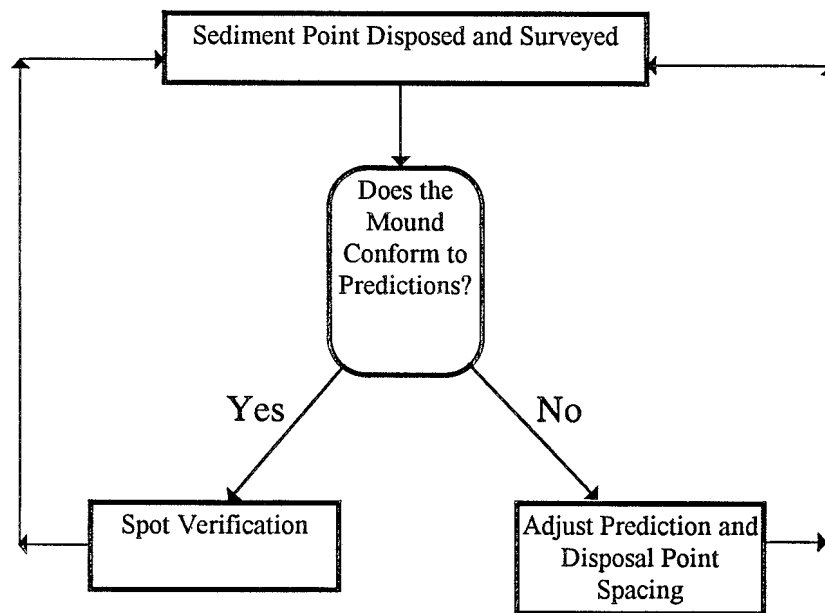 Sediment Point Disposed and Surveyed
Does the
Mound
Conform to
Predictions?
Yes
No
Spot Verification
Adjust Prediction and
Disposal Point
Spacing